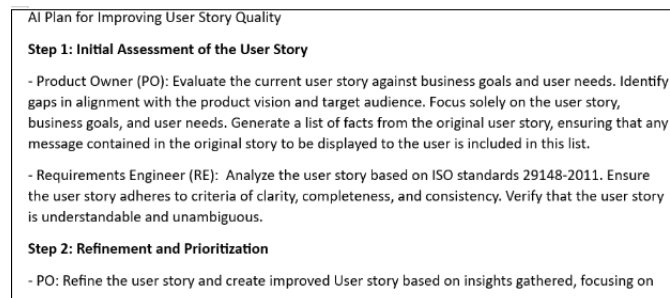 AI Plan for Improving User Story Quality
Step 1: Initial Assessment of the User Story
- Product Owner (PO): Evaluate the current user story against business goals and user needs. Identify
gaps in alignment with the product vision and target audience. Focus solely on the user story,
business goals, and user needs. Generate a list of facts from the original user story, ensuring that any
message contained in the original story to be displayed to the user is included in this list.
- Requirements Engineer (RE): Analyze the user story based on ISO standards 29148-2011. Ensure
the user story adheres to criteria of clarity, completeness, and consistency. Verify that the user story
is understandable and unambiguous.
Step 2: Refinement and Prioritization
- PO: Refine the user story and create improved User story based on insights gathered, focusing on